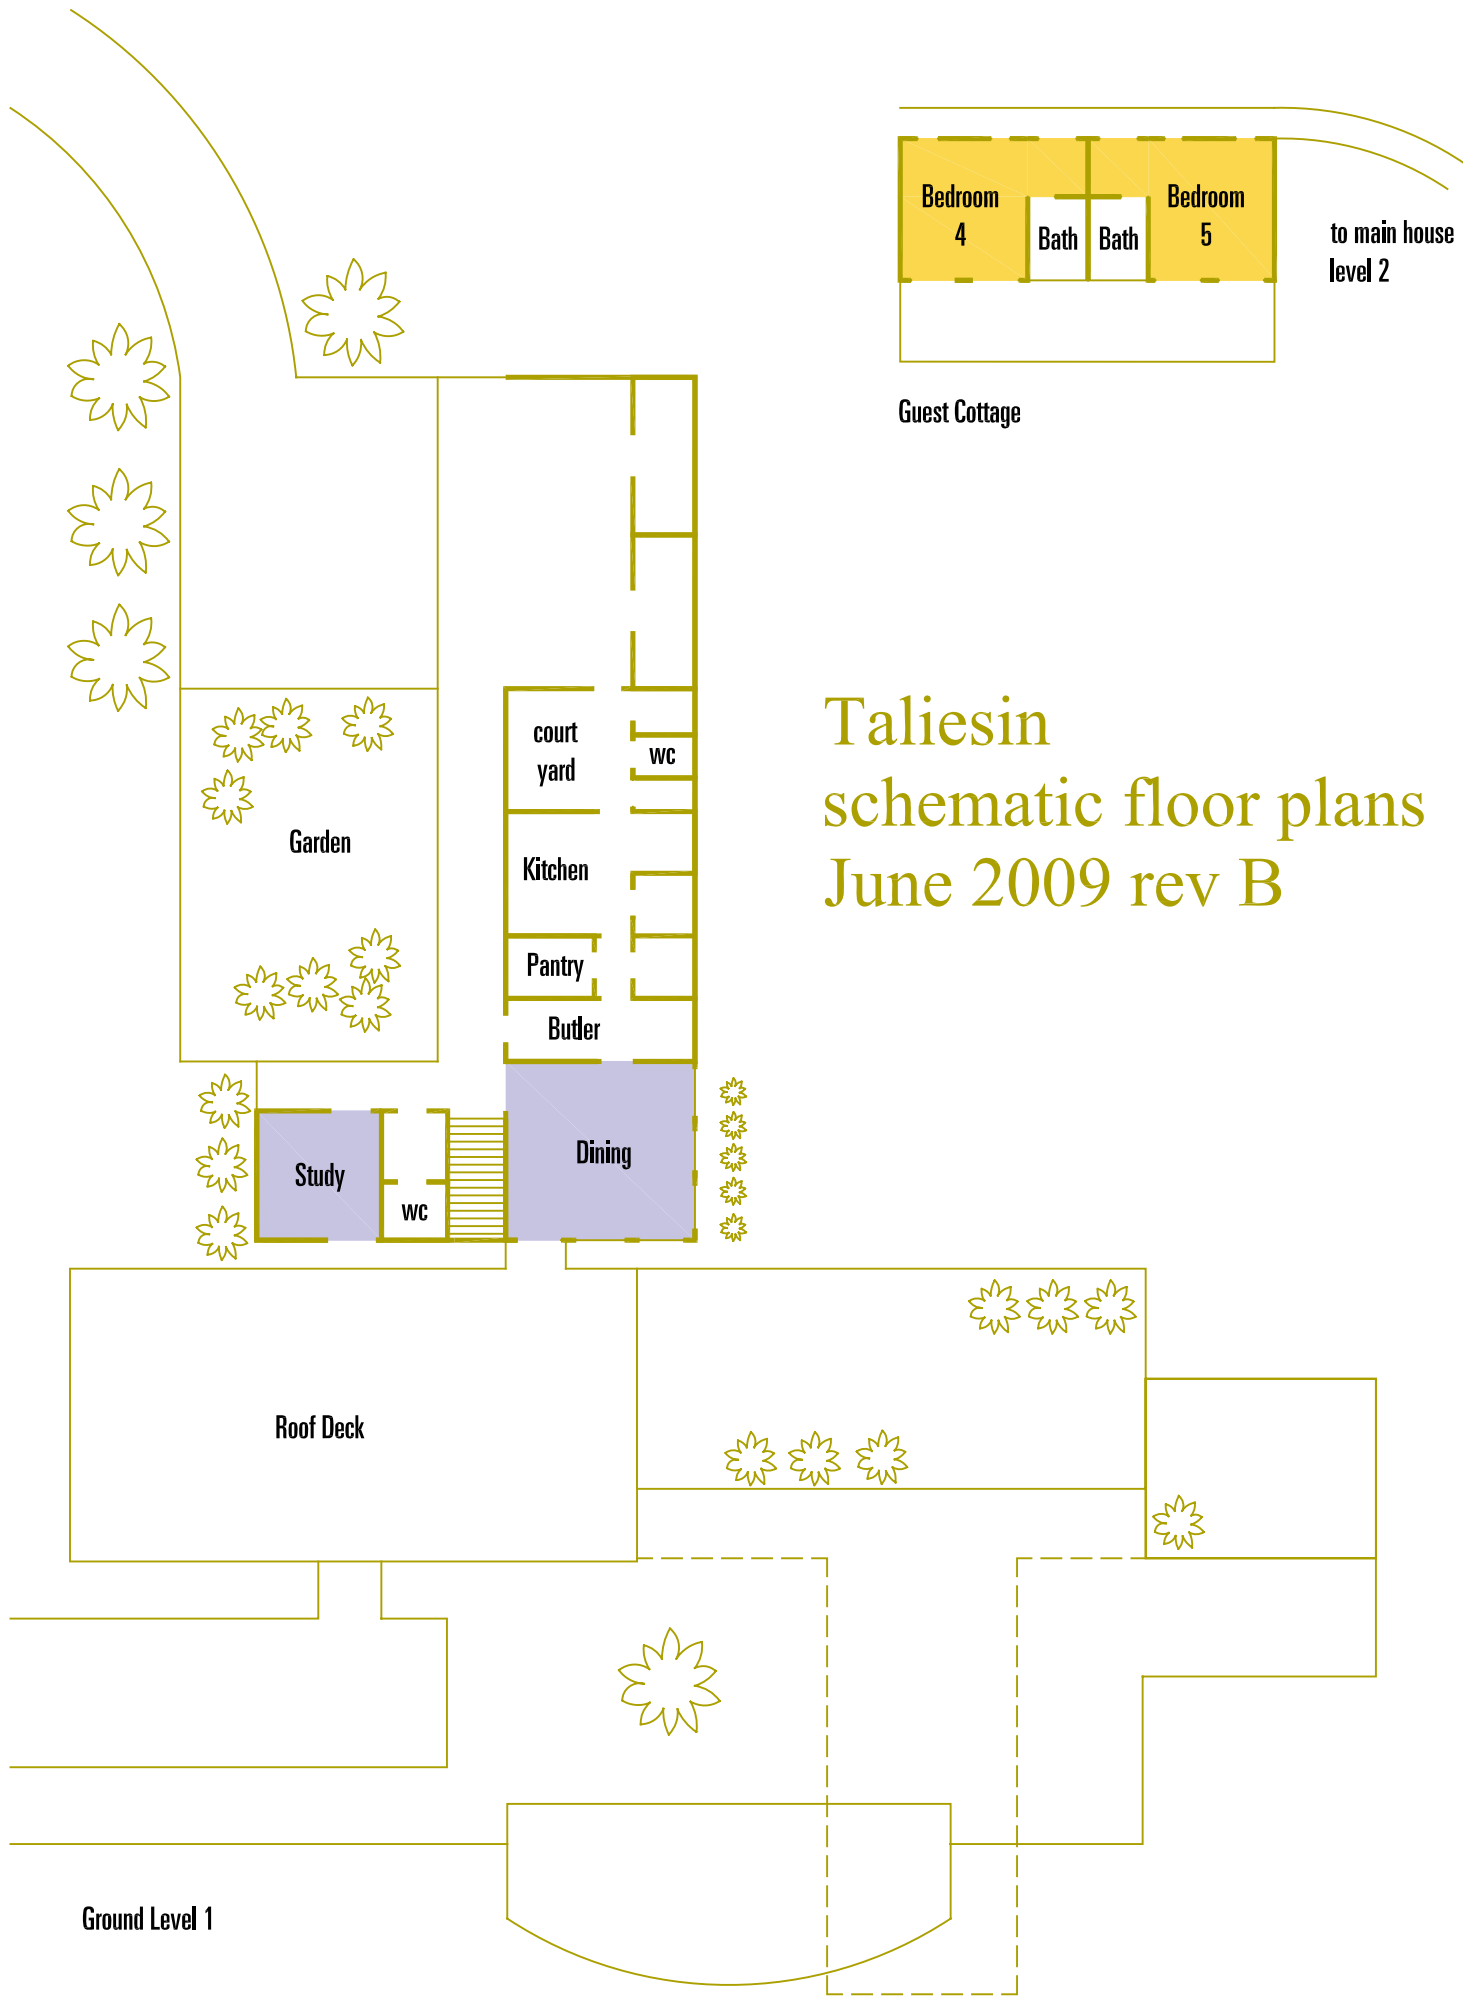 Bedroom
4
Bath
Bath
Bedroom
5
to main house
level 2
Guest Cottage
court
yard
wc
Taliesin
schematic floor plans
June 2009 rev B
Garden
Kitchen
Pantry
Butler
Dining
Study
wc
Roof Deck
Ground Level 1